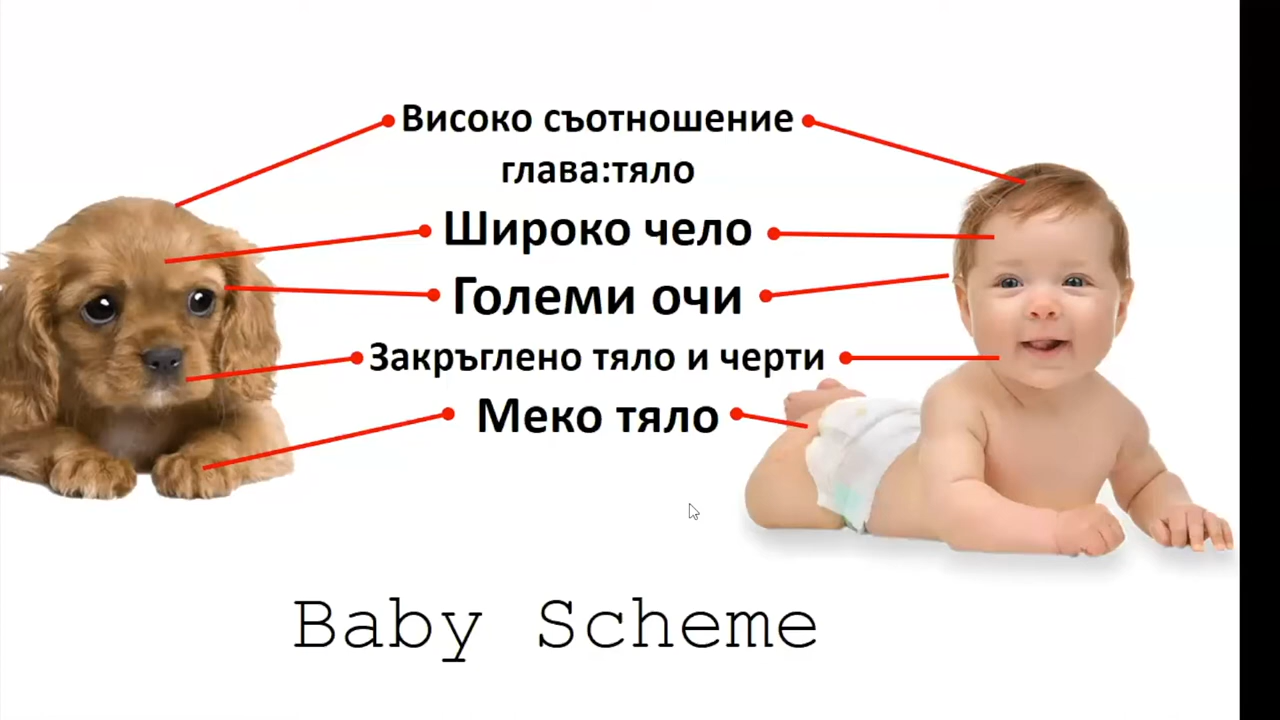 Високо съотношение
глава:тяло
Широко чело
Големи очи
Закръглено тяло и черти
Меко тяло
Baby Scheme